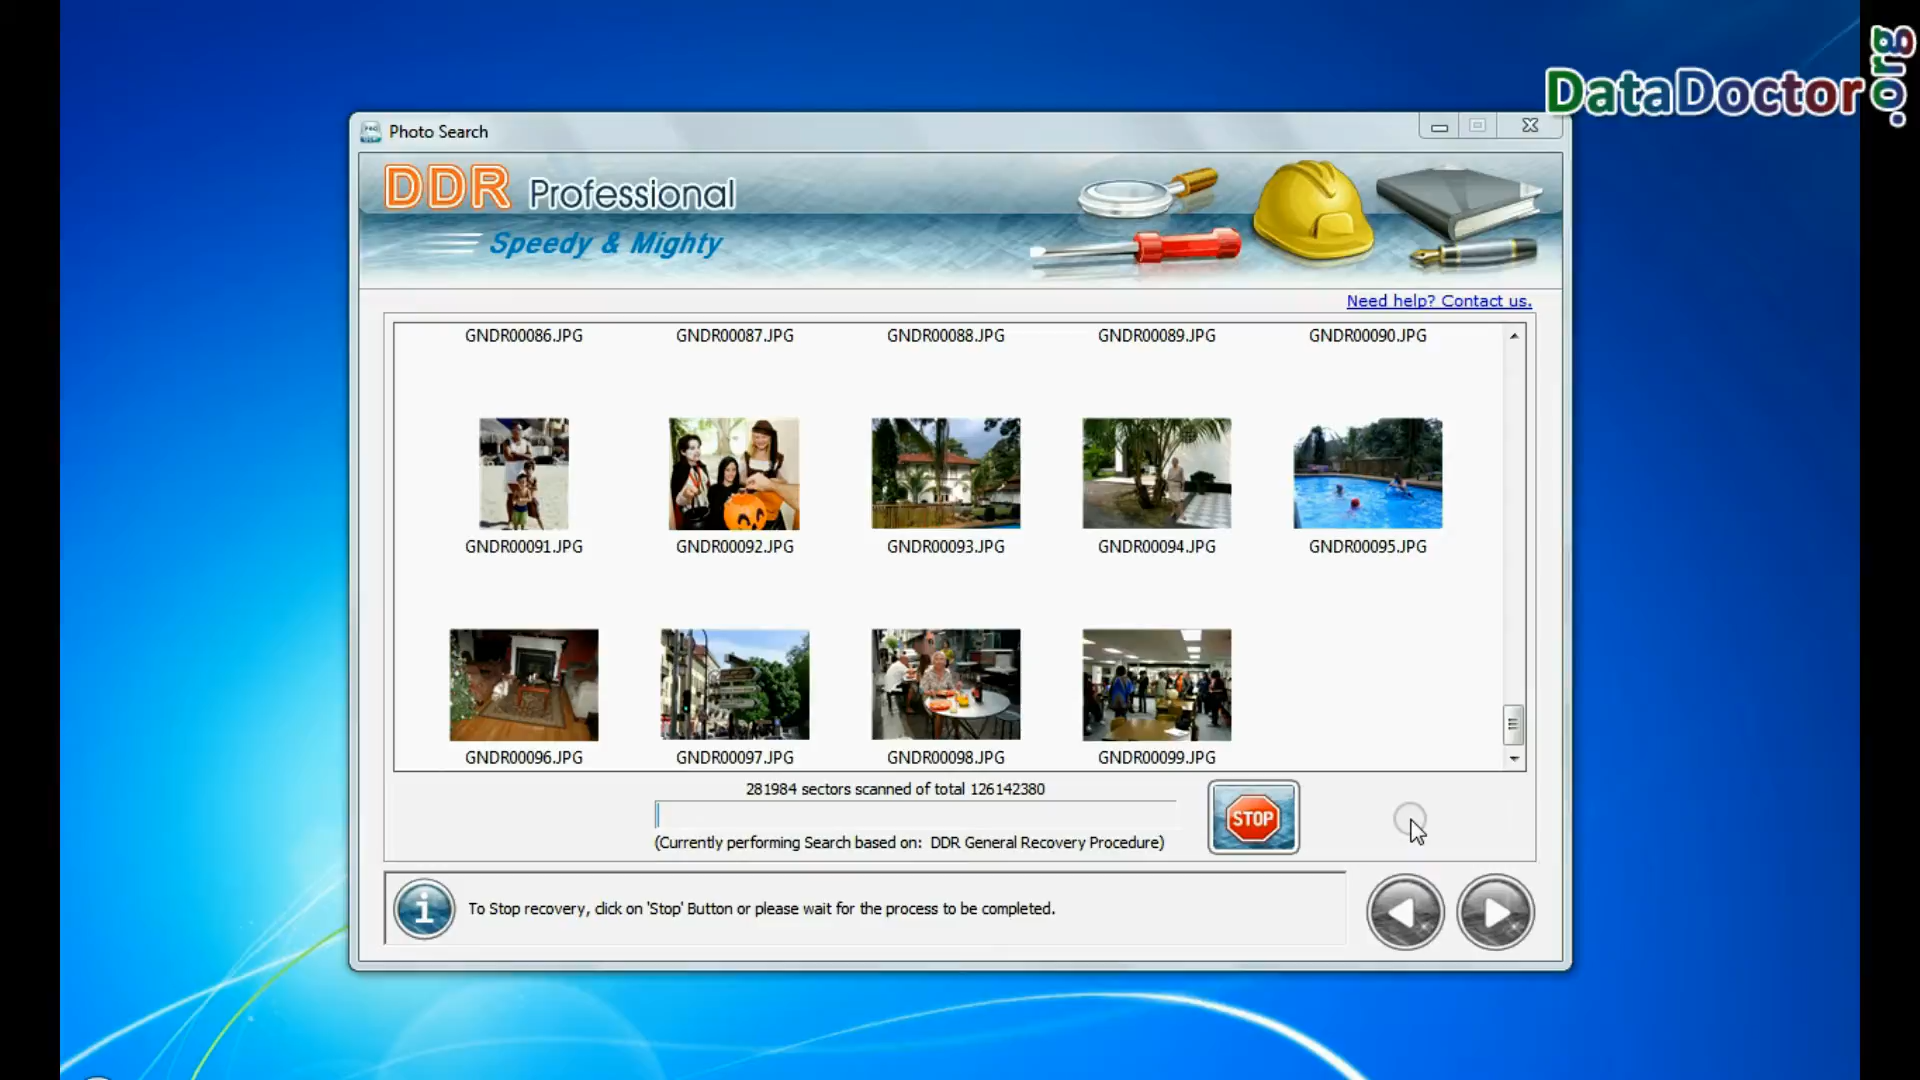 DataDoctor.org
Photo Search
DDR Professional
Speedy & Mighty
Need help? Contact us.
GNDR00086.JPG GNDR00087.JPG GNDR00088.JPG GNDR00089.JPG GNDR00090.JPG
GNDR00091.JPG GNDR00092.JPG GNDR00093.JPG GNDR00094.JPG GNDR00095.JPG
GNDR00096.JPG GNDR00097.JPG GNDR00098.JPG GNDR00099.JPG
281984 sectors scanned of total 126142380
STOP
(Currently performing Search based on: DDR General Recovery Procedure)
To Stop recovery, click on 'Stop' Button or please wait for the process to be completed.